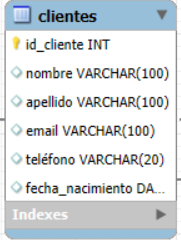 clientes
id_cliente INT
nombre VARCHAR(100)
apellido VARCHAR(100)
email VARCHAR(100)
teléfono VARCHAR(20)
fecha_nacimiento DA...
Indexes